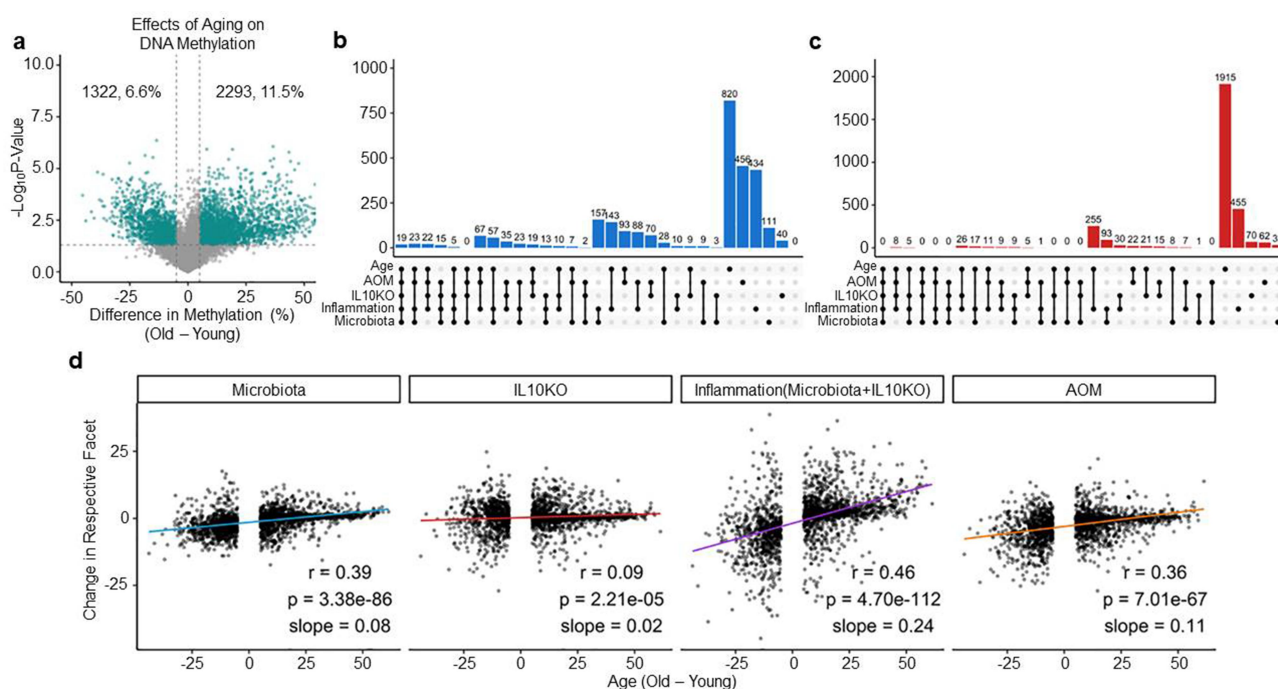 a
Effects of Aging on
DNA Methylation
10.0
7.5
5.0
2.5
0.0
-Log10P-Value
1322, 6.6%
2293, 11.5%
-50
-25
0
25
50
Difference in Methylation (%)
(Old – Young)
b
1000
750
500
250
0
19 23 22 15 5 0 67 57 35 23 19 13 10 7 2 157 143 93 88 70 28 10 9 9 3 820 456 434 111 40 0
Age
AOM
IL10KO
Inflammation
Microbiota
c
2000
1500
1000
500
0
0 8 5 0 0 0 26 17 11 9 9 5 1 0 0 0 255 93 30 22 21 15 8 7 1 0 1915 455 70 62
Age
AOM
IL10KO
Inflammation
Microbiota
d
Microbiota
IL10KO
Inflammation(Microbiota+IL10KO)
AOM
Change in Respective Facet
25
0
-25
r = 0.39
p = 3.38e-86
slope = 0.08
r = 0.09
p = 2.21e-05
slope = 0.02
r = 0.46
p = 4.70e-112
slope = 0.24
r = 0.36
p = 7.01e-67
slope = 0.11
-25 0 25 50
-25 0 25 50
-25 0 25 50
-25 0 25 50
Age (Old – Young)